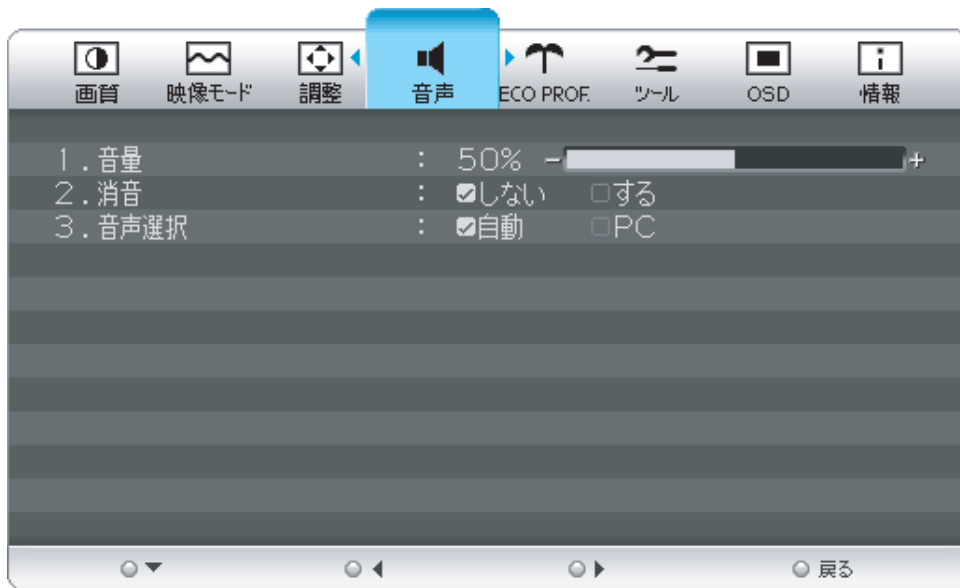 画質 映像モード 調整 音声 ECO PROF. ツール OSD 情報
1.音量 : 50% - +
2.消音 : しない する
3.音声選択 : 自動 PC
戻る